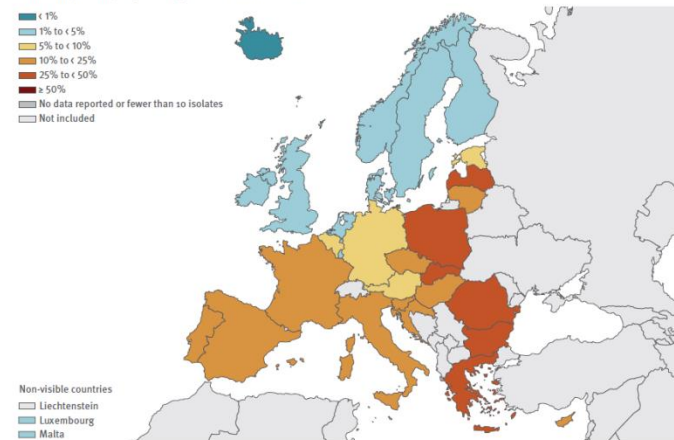 < 1%
1% to < 5%
5% to < 10%
10% to < 25%
25% to < 50%
≥ 50%
No data reported or fewer than 10 isolates
Not included
Non-visible countries
Liechtenstein
Luxembourg
Malta